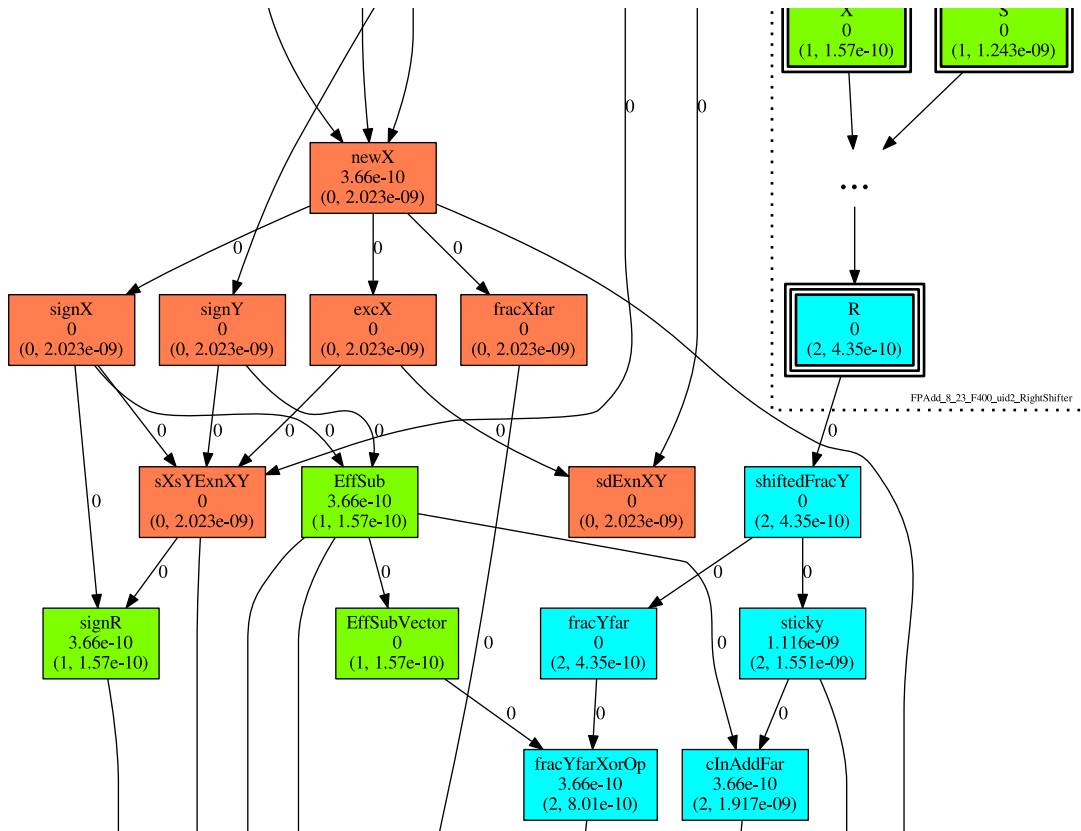 X
0
(1, 1.57e-10)
S
0
(1, 1.243e-09)
0
0
newX
3.66e-10
(0, 2.023e-09)
...
0
0
0
signX
0
(0, 2.023e-09)
signY
0
(0, 2.023e-09)
excX
0
(0, 2.023e-09)
fracXfar
0
(0, 2.023e-09)
R
0
(2, 4.35e-10)
FPAdd_8_23_F400_uid2_RightShifter
0
0
0
0
0
0
0
sXsYExnXY
0
(0, 2.023e-09)
EffSub
3.66e-10
(1, 1.57e-10)
sdExnXY
0
(0, 2.023e-09)
shiftedFracY
0
(2, 4.35e-10)
0
0
0
0
0
signR
3.66e-10
(1, 1.57e-10)
EffSubVector
0
(1, 1.57e-10)
fracYfar
0
(2, 4.35e-10)
sticky
1.116e-09
(2, 1.551e-09)
0
0
0
0
0
fracYfarXorOp
3.66e-10
(2, 8.01e-10)
cInAddFar
3.66e-10
(2, 1.917e-09)